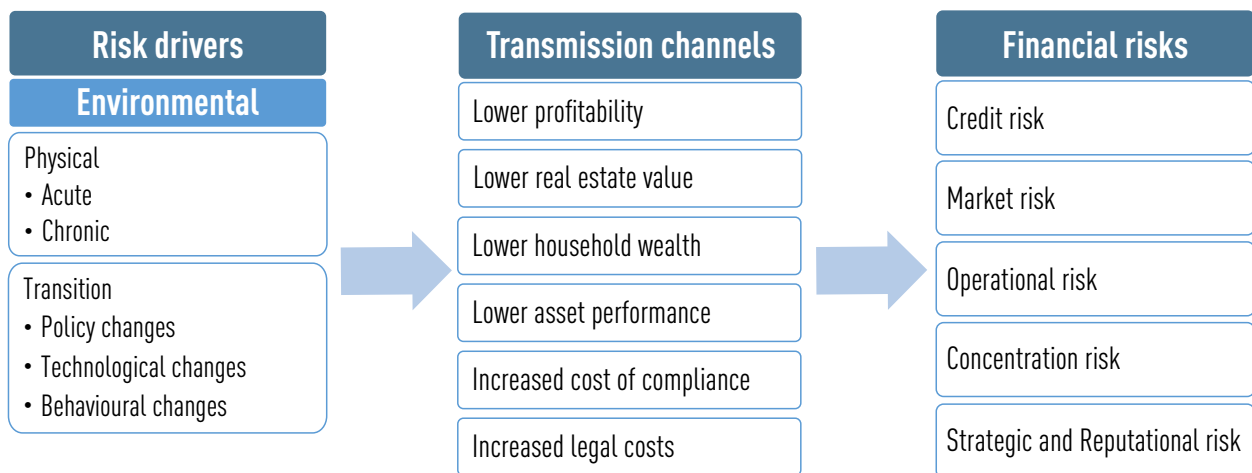 Risk drivers
Environmental
Physical
• Acute
• Chronic
Transition
• Policy changes
• Technological changes
• Behavioural changes
Transmission channels
Lower profitability
Lower real estate value
Lower household wealth
Lower asset performance
Increased cost of compliance
Increased legal costs
Financial risks
Credit risk
Market risk
Operational risk
Concentration risk
Strategic and Reputational risk